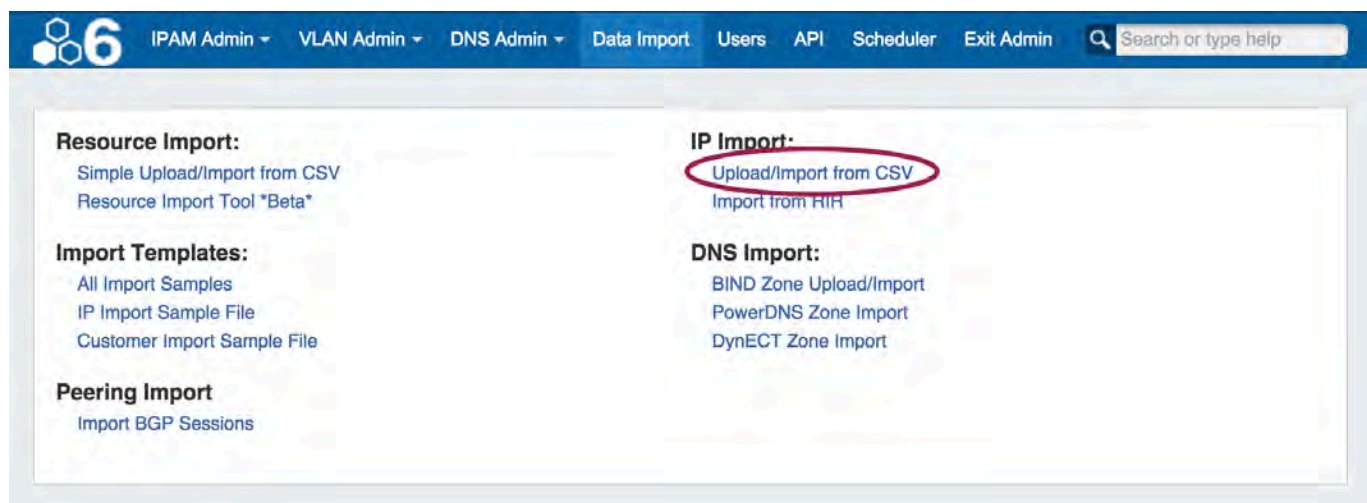 6 IPAM Admin VLAN Admin DNS Admin Data Import Users API Scheduler Exit Admin Search or type help
Resource Import:
Simple Upload/Import from CSV
Resource Import Tool *Beta*
Import Templates:
All Import Samples
IP Import Sample File
Customer Import Sample File
Peering Import
Import BGP Sessions
IP Import:
Upload/Import from CSV
Import from RIR
DNS Import:
BIND Zone Upload/Import
PowerDNS Zone Import
DynECT Zone Import